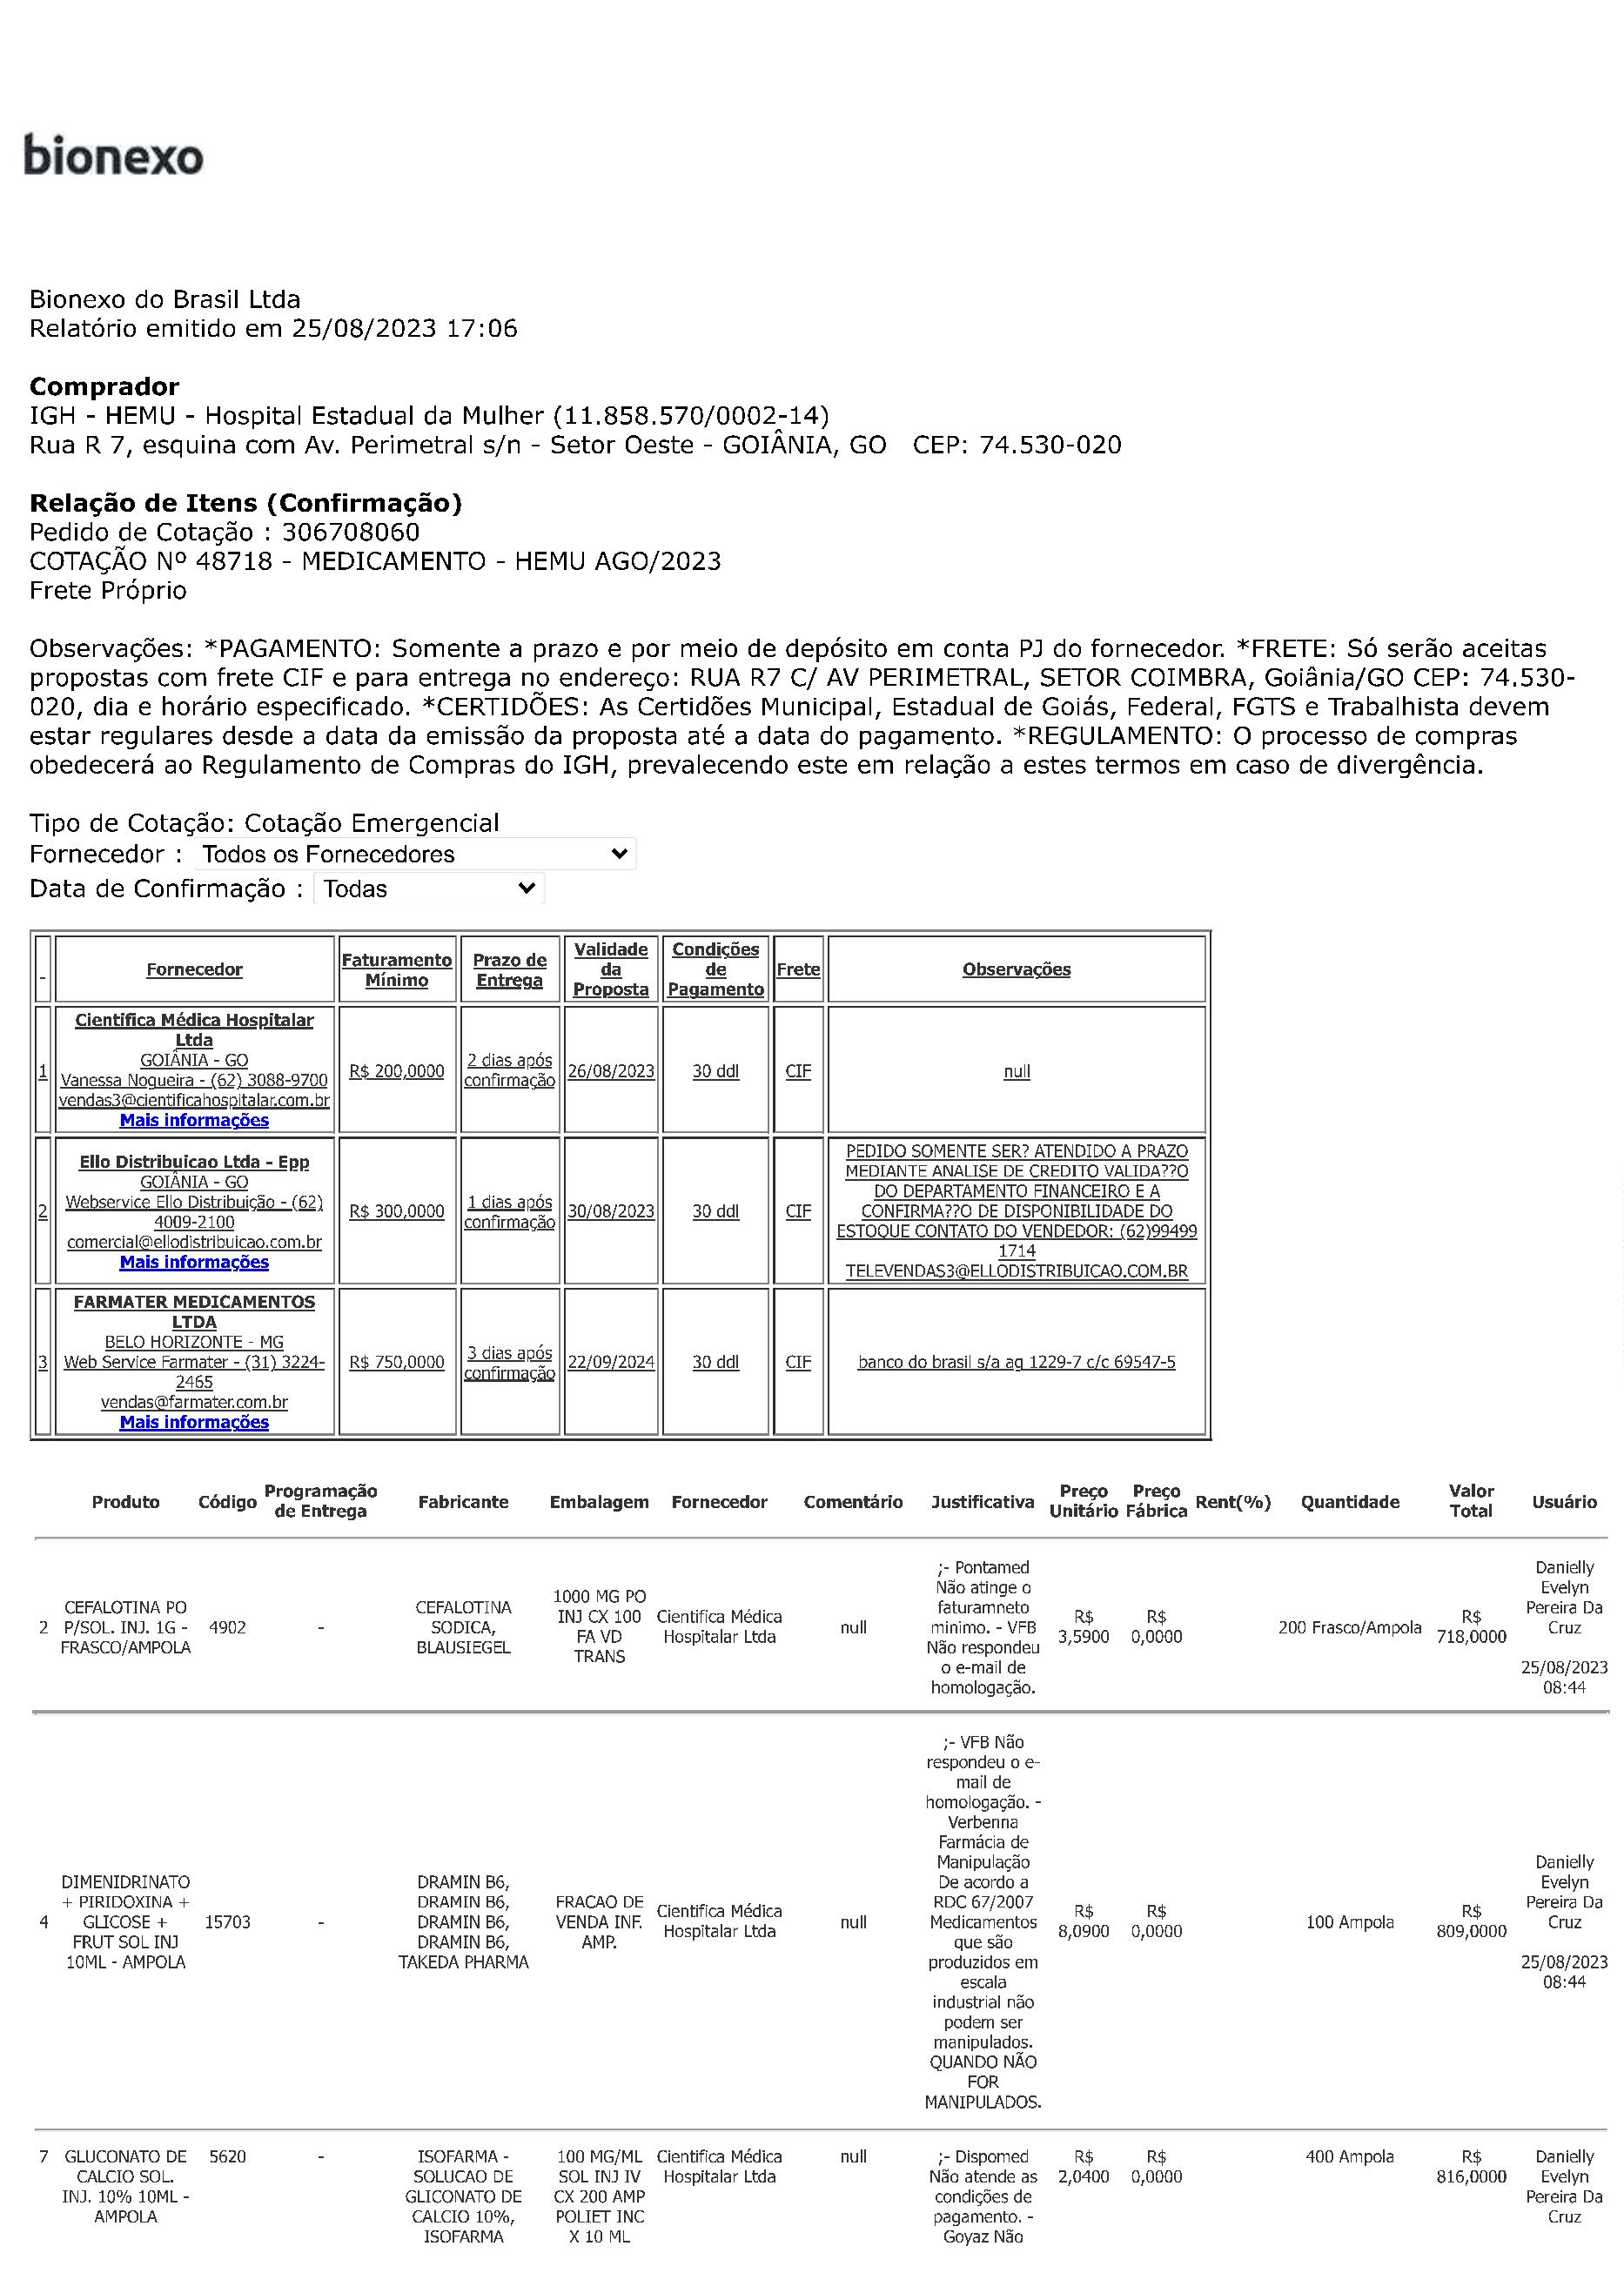 bionexo
Bionexo do Brasil Ltda
Relatório emitido em 25/08/2023 17:06
Comprador
IGH - HEMU - Hospital Estadual da Mulher (11.858.570/0002-14)
Rua R 7, esquina com Av. Perimetral s/n - Setor Oeste - GOIÂNIA, GO   CEP: 74.530-020
Relação de Itens (Confirmação)
Pedido de Cotação : 306708060
COTAÇÃO Nº 48718 - MEDICAMENTO - HEMU AGO/2023
Frete Próprio
Observações: *PAGAMENTO: Somente a prazo e por meio de depósito em conta PJ do fornecedor. *FRETE: Só serão aceitas
propostas com frete CIF e para entrega no endereço: RUA R7 C/ AV PERIMETRAL, SETOR COIMBRA, Goiânia/GO CEP: 74.530-
020, dia e horário especificado. *CERTIDÕES: As Certidões Municipal, Estadual de Goiás, Federal, FGTS e Trabalhista devem
estar regulares desde a data da emissão da proposta até a data do pagamento. *REGULAMENTO: O processo de compras
obedecerá ao Regulamento de Compras do IGH, prevalecendo este em relação a estes termos em caso de divergência.
Tipo de Cotação: Cotação Emergencial
Fornecedor : Todos os Fornecedores
Data de Confirmação : Todas
-
Fornecedor
Faturamento
Mínimo
Prazo de
Entrega
Validade
da
Proposta
Condições
de
Pagamento
Frete
Observações
1
Cientifica Médica Hospitalar
Ltda
GOIÂNIA - GO
Vanessa Nogueira - (62) 3088-9700
vendas3@cientificahospitalar.com.br
Mais informações
R$ 200,0000
2 dias após
confirmação
26/08/2023
30 ddl
CIF
null
2
Ello Distribuicao Ltda - Epp
GOIÂNIA - GO
Webservice Ello Distribuição - (62)
4009-2100
comercial@ellodistribuicao.com.br
Mais informações
R$ 300,0000
1 dias após
confirmação
30/08/2023
30 ddl
CIF
PEDIDO SOMENTE SER? ATENDIDO A PRAZO
MEDIANTE ANALISE DE CREDITO VALIDA??O
DO DEPARTAMENTO FINANCEIRO E A
CONFIRMA??O DE DISPONIBILIDADE DO
ESTOQUE CONTATO DO VENDEDOR: (62)99499
1714
TELEVENDAS3@ELLODISTRIBUICAO.COM.BR
3
FARMATER MEDICAMENTOS
LTDA
BELO HORIZONTE - MG
Web Service Farmater - (31) 3224-
2465
vendas@farmater.com.br
Mais informações
R$ 750,0000
3 dias após
confirmação
22/09/2024
30 ddl
CIF
banco do brasil s/a ag 1229-7 c/c 69547-5
Produto
Código
Programação
de Entrega
Fabricante
Embalagem
Fornecedor
Comentário
Justificativa
Preço
Unitário
Preço
Fábrica
Rent(%)
Quantidade
Valor
Total
Usuário
2
CEFALOTINA PO
P/SOL. INJ. 1G -
FRASCO/AMPOLA
4902
-
CEFALOTINA
SODICA,
BLAUSIEGEL
1000 MG PO
INJ CX 100
FA VD
TRANS
Cientifica Médica
Hospitalar Ltda
null
;- Pontamed
Não atinge o
faturamneto
minimo. - VFB
Não respondeu
o e-mail de
homologação.
R$
3,5900
R$
0,0000
200 Frasco/Ampola
R$
718,0000
Danielly
Evelyn
Pereira Da
Cruz
25/08/2023
08:44
4
DIMENIDRINATO
+ PIRIDOXINA +
GLICOSE +
FRUT SOL INJ
10ML - AMPOLA
15703
-
DRAMIN B6,
DRAMIN B6,
DRAMIN B6,
DRAMIN B6,
TAKEDA PHARMA
FRACAO DE
VENDA INF.
AMP.
Cientifica Médica
Hospitalar Ltda
null
;- VFB Não
respondeu o e-
mail de
homologação. -
Verbenna
Farmácia de
Manipulação
De acordo a
RDC 67/2007
Medicamentos
que são
produzidos em
escala
industrial não
podem ser
manipulados.
QUANDO NÃO
FOR
MANIPULADOS.
R$
8,0900
R$
0,0000
100 Ampola
R$
809,0000
Danielly
Evelyn
Pereira Da
Cruz
25/08/2023
08:44
7
GLUCONATO DE
CALCIO SOL.
INJ. 10% 10ML -
AMPOLA
5620
-
ISOFARMA -
SOLUCAO DE
GLICONATO DE
CALCIO 10%,
ISOFARMA
100 MG/ML
SOL INJ IV
CX 200 AMP
POLIET INC
X 10 ML
Cientifica Médica
Hospitalar Ltda
null
;- Dispomed
Não atende as
condições de
pagamento. -
Goyaz Não
R$
2,0400
R$
0,0000
400 Ampola
R$
816,0000
Danielly
Evelyn
Pereira Da
Cruz